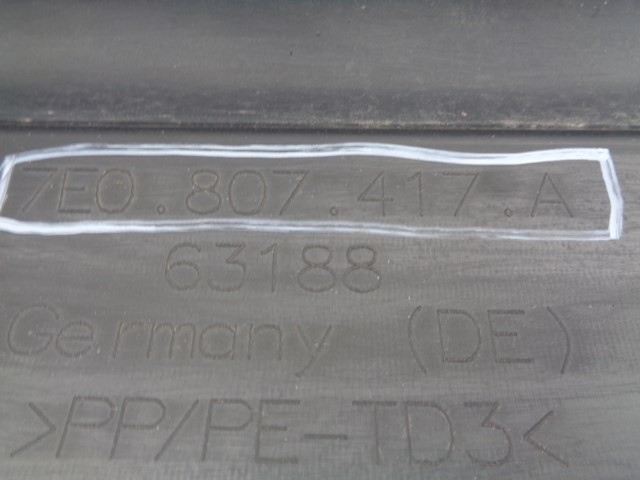 7E0.807.417.A
63188
Germany (DE)
>PP/PE-TD3<